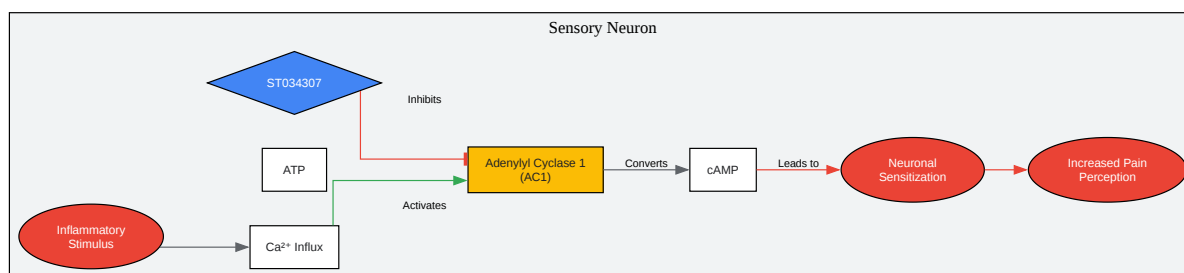 Sensory Neuron
ST034307
Inhibits
ATP
Adenylyl Cyclase 1
(AC1)
Converts
cAMP
Leads to
Neuronal
Sensitization
Increased Pain
Perception
Activates
Inflammatory
Stimulus
Ca²⁺ Influx